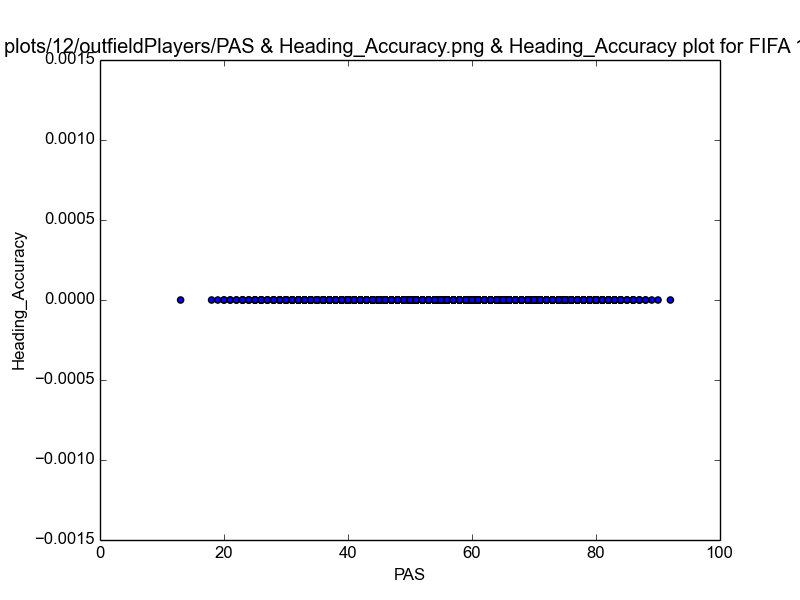 plots/12/outfieldPlayers/PAS & Heading_Accuracy.png & Heading_Accuracy plot for FIFA 1
0.0015
0.0010
0.0005
0.0000
−0.0005
−0.0010
−0.0015
Heading_Accuracy
0 20 40 60 80 100
PAS